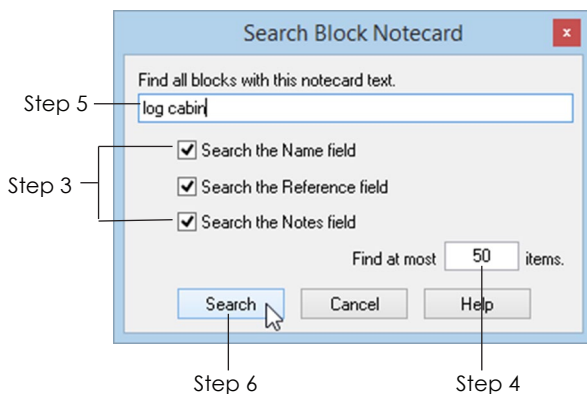 Search Block Notecard
x
Find all blocks with this notecard text.
Step 5
log cabin
Search the Name field
Step 3
Search the Reference field
Search the Notes field
Find at most 50 items.
Search Cancel Help
Step 6 Step 4